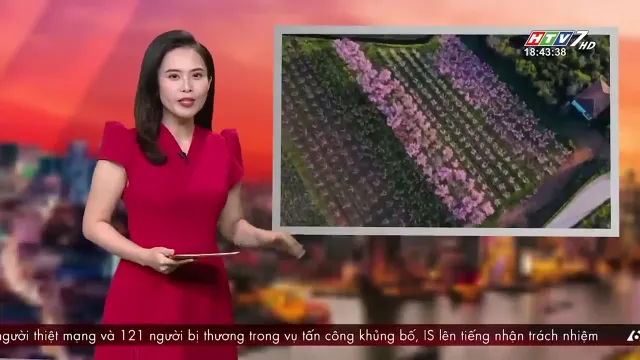 HTV7 HD
18:43:38
người thiệt mạng và 121 người bị thương trong vụ tấn công khủng bố, IS lên tiếng nhận trách nhiệm